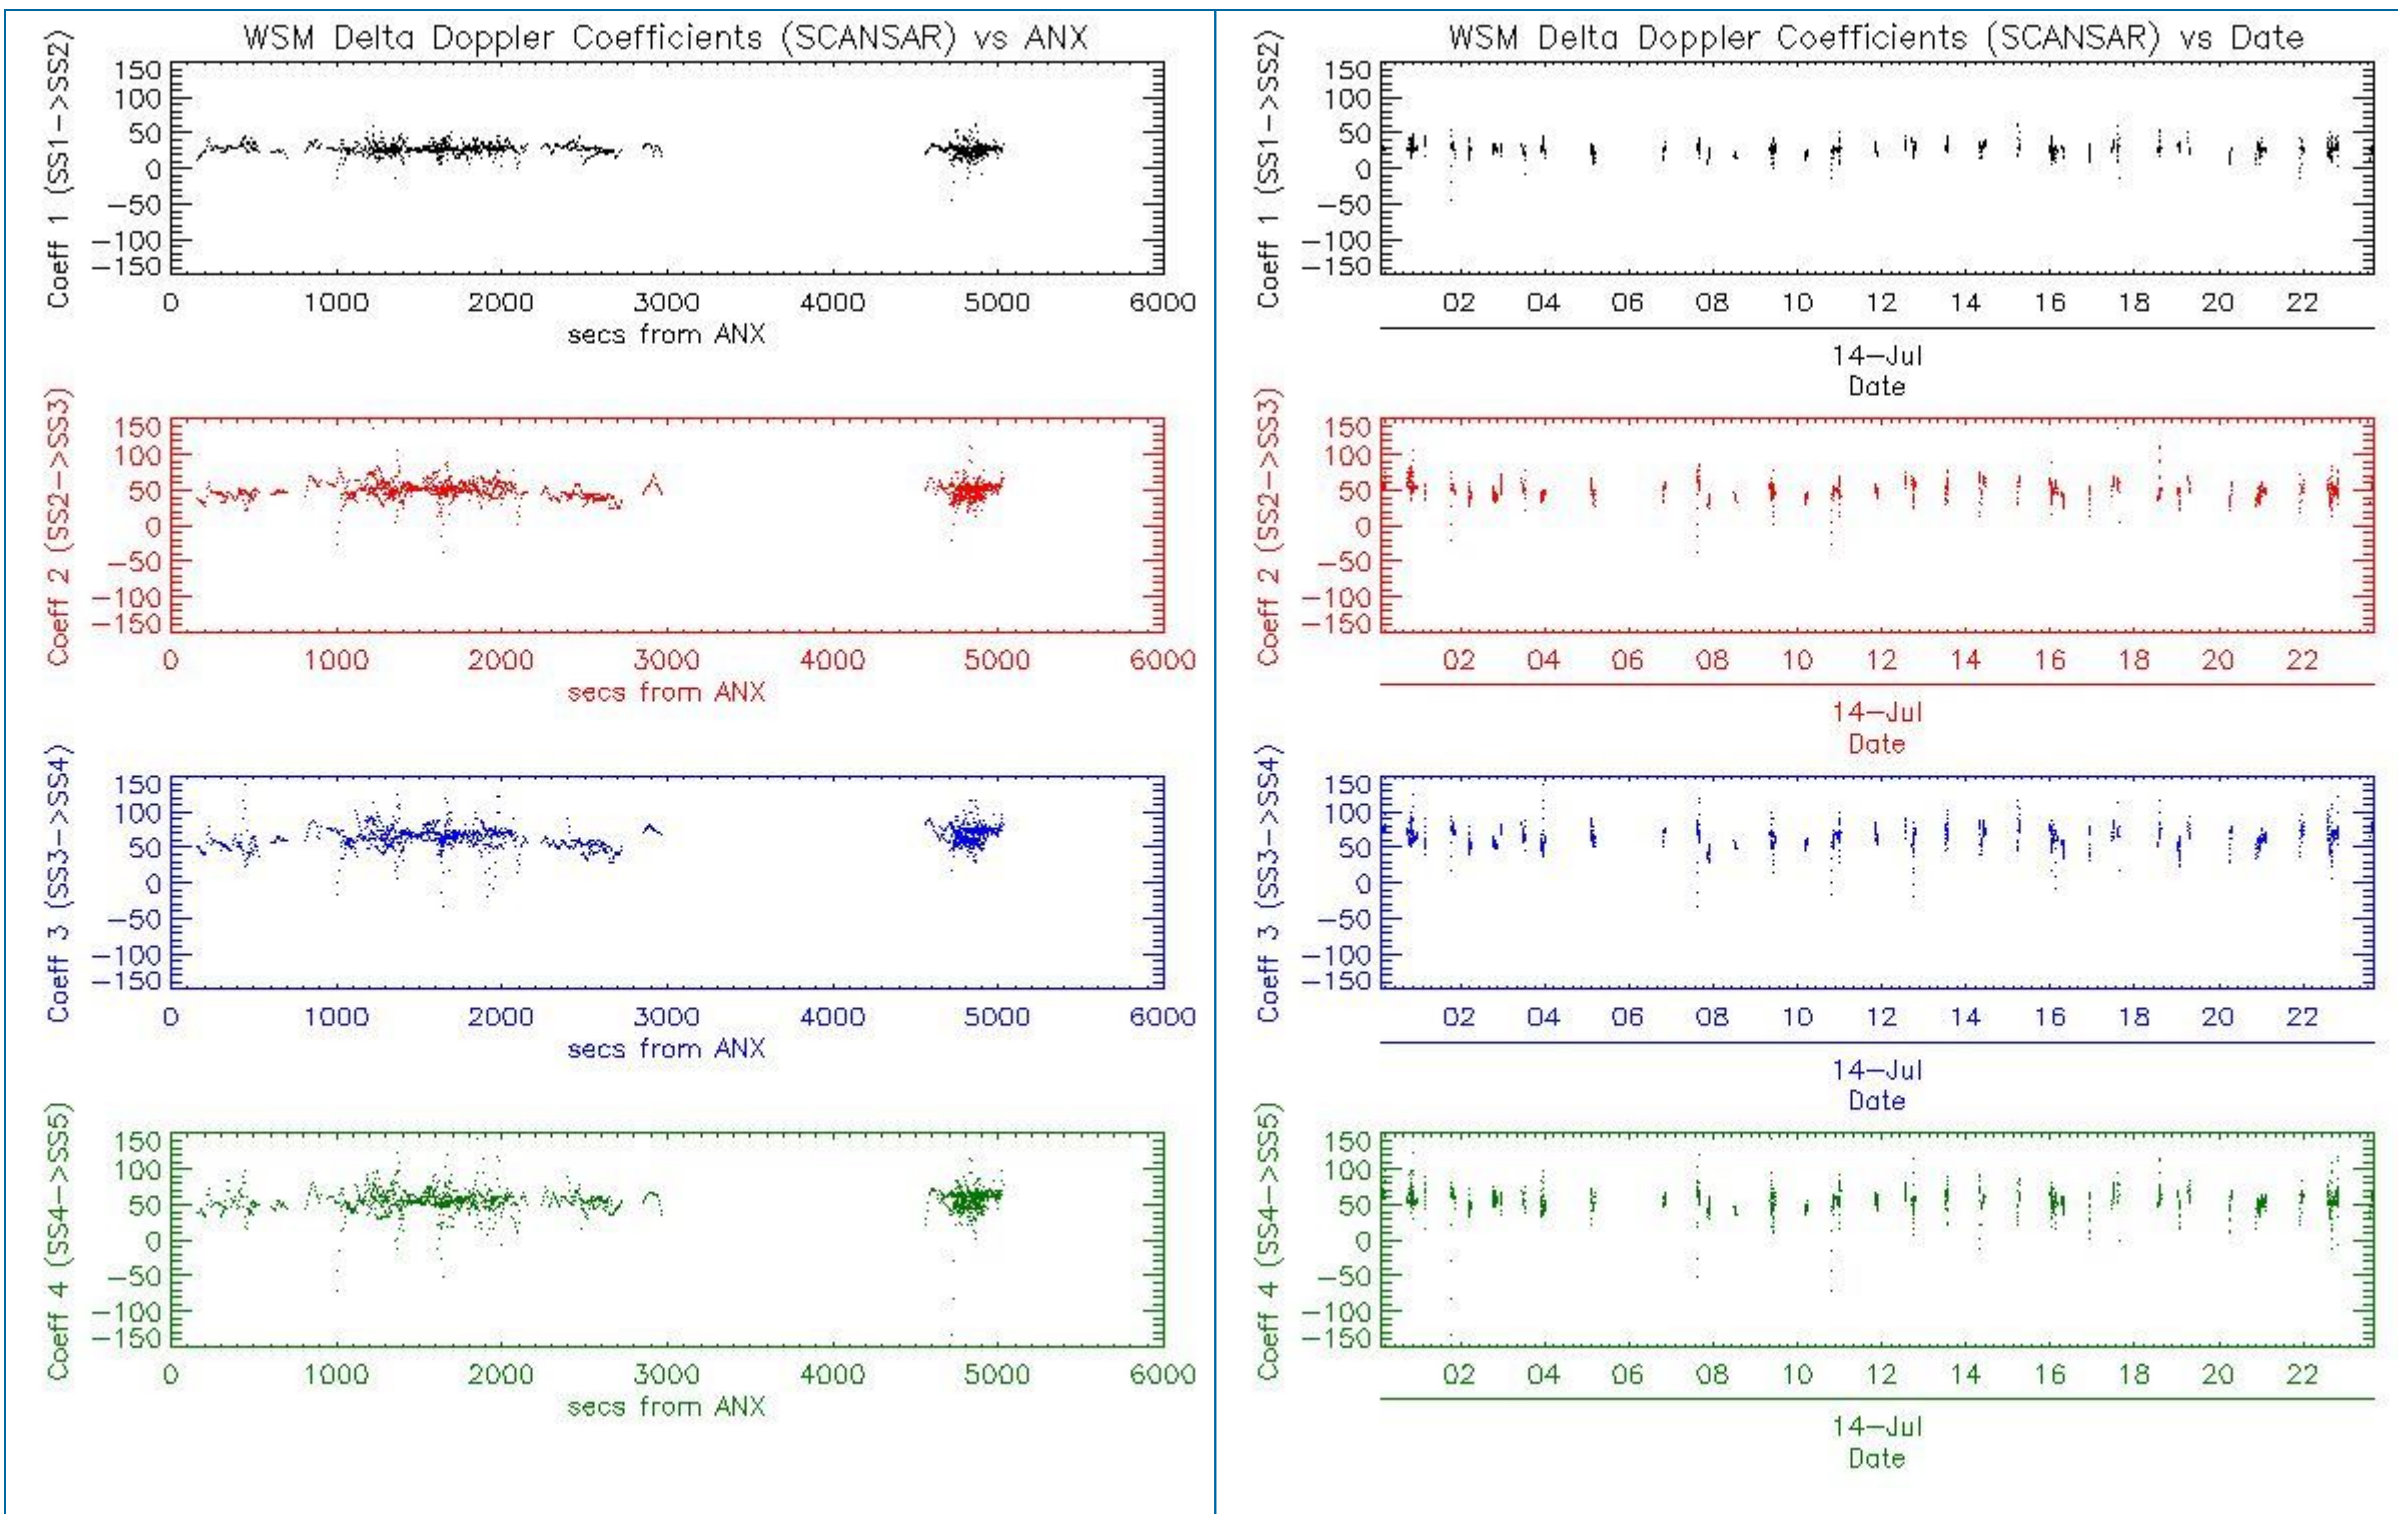 WSM Delta Doppler Coefficients (SCANSAR) vs ANX
Coeff 1 (SS1->SS2)
150
100
50
0
-50
-100
-150
0 1000 2000 3000 4000 5000 6000
secs from ANX
Coeff 2 (SS2->SS3)
150
100
50
0
-50
-100
-150
0 1000 2000 3000 4000 5000 6000
secs from ANX
Coeff 3 (SS3->SS4)
150
100
50
0
-50
-100
-150
0 1000 2000 3000 4000 5000 6000
secs from ANX
Coeff 4 (SS4->SS5)
150
100
50
0
-50
-100
-150
0 1000 2000 3000 4000 5000 6000
secs from ANX
WSM Delta Doppler Coefficients (SCANSAR) vs Date
Coeff 1 (SS1->SS2)
150
100
50
0
-50
-100
-150
02 04 06 08 10 12 14 16 18 20 22
14-Jul
Date
Coeff 2 (SS2->SS3)
150
100
50
0
-50
-100
-150
02 04 06 08 10 12 14 16 18 20 22
14-Jul
Date
Coeff 3 (SS3->SS4)
150
100
50
0
-50
-100
-150
02 04 06 08 10 12 14 16 18 20 22
14-Jul
Date
Coeff 4 (SS4->SS5)
150
100
50
0
-50
-100
-150
02 04 06 08 10 12 14 16 18 20 22
14-Jul
Date